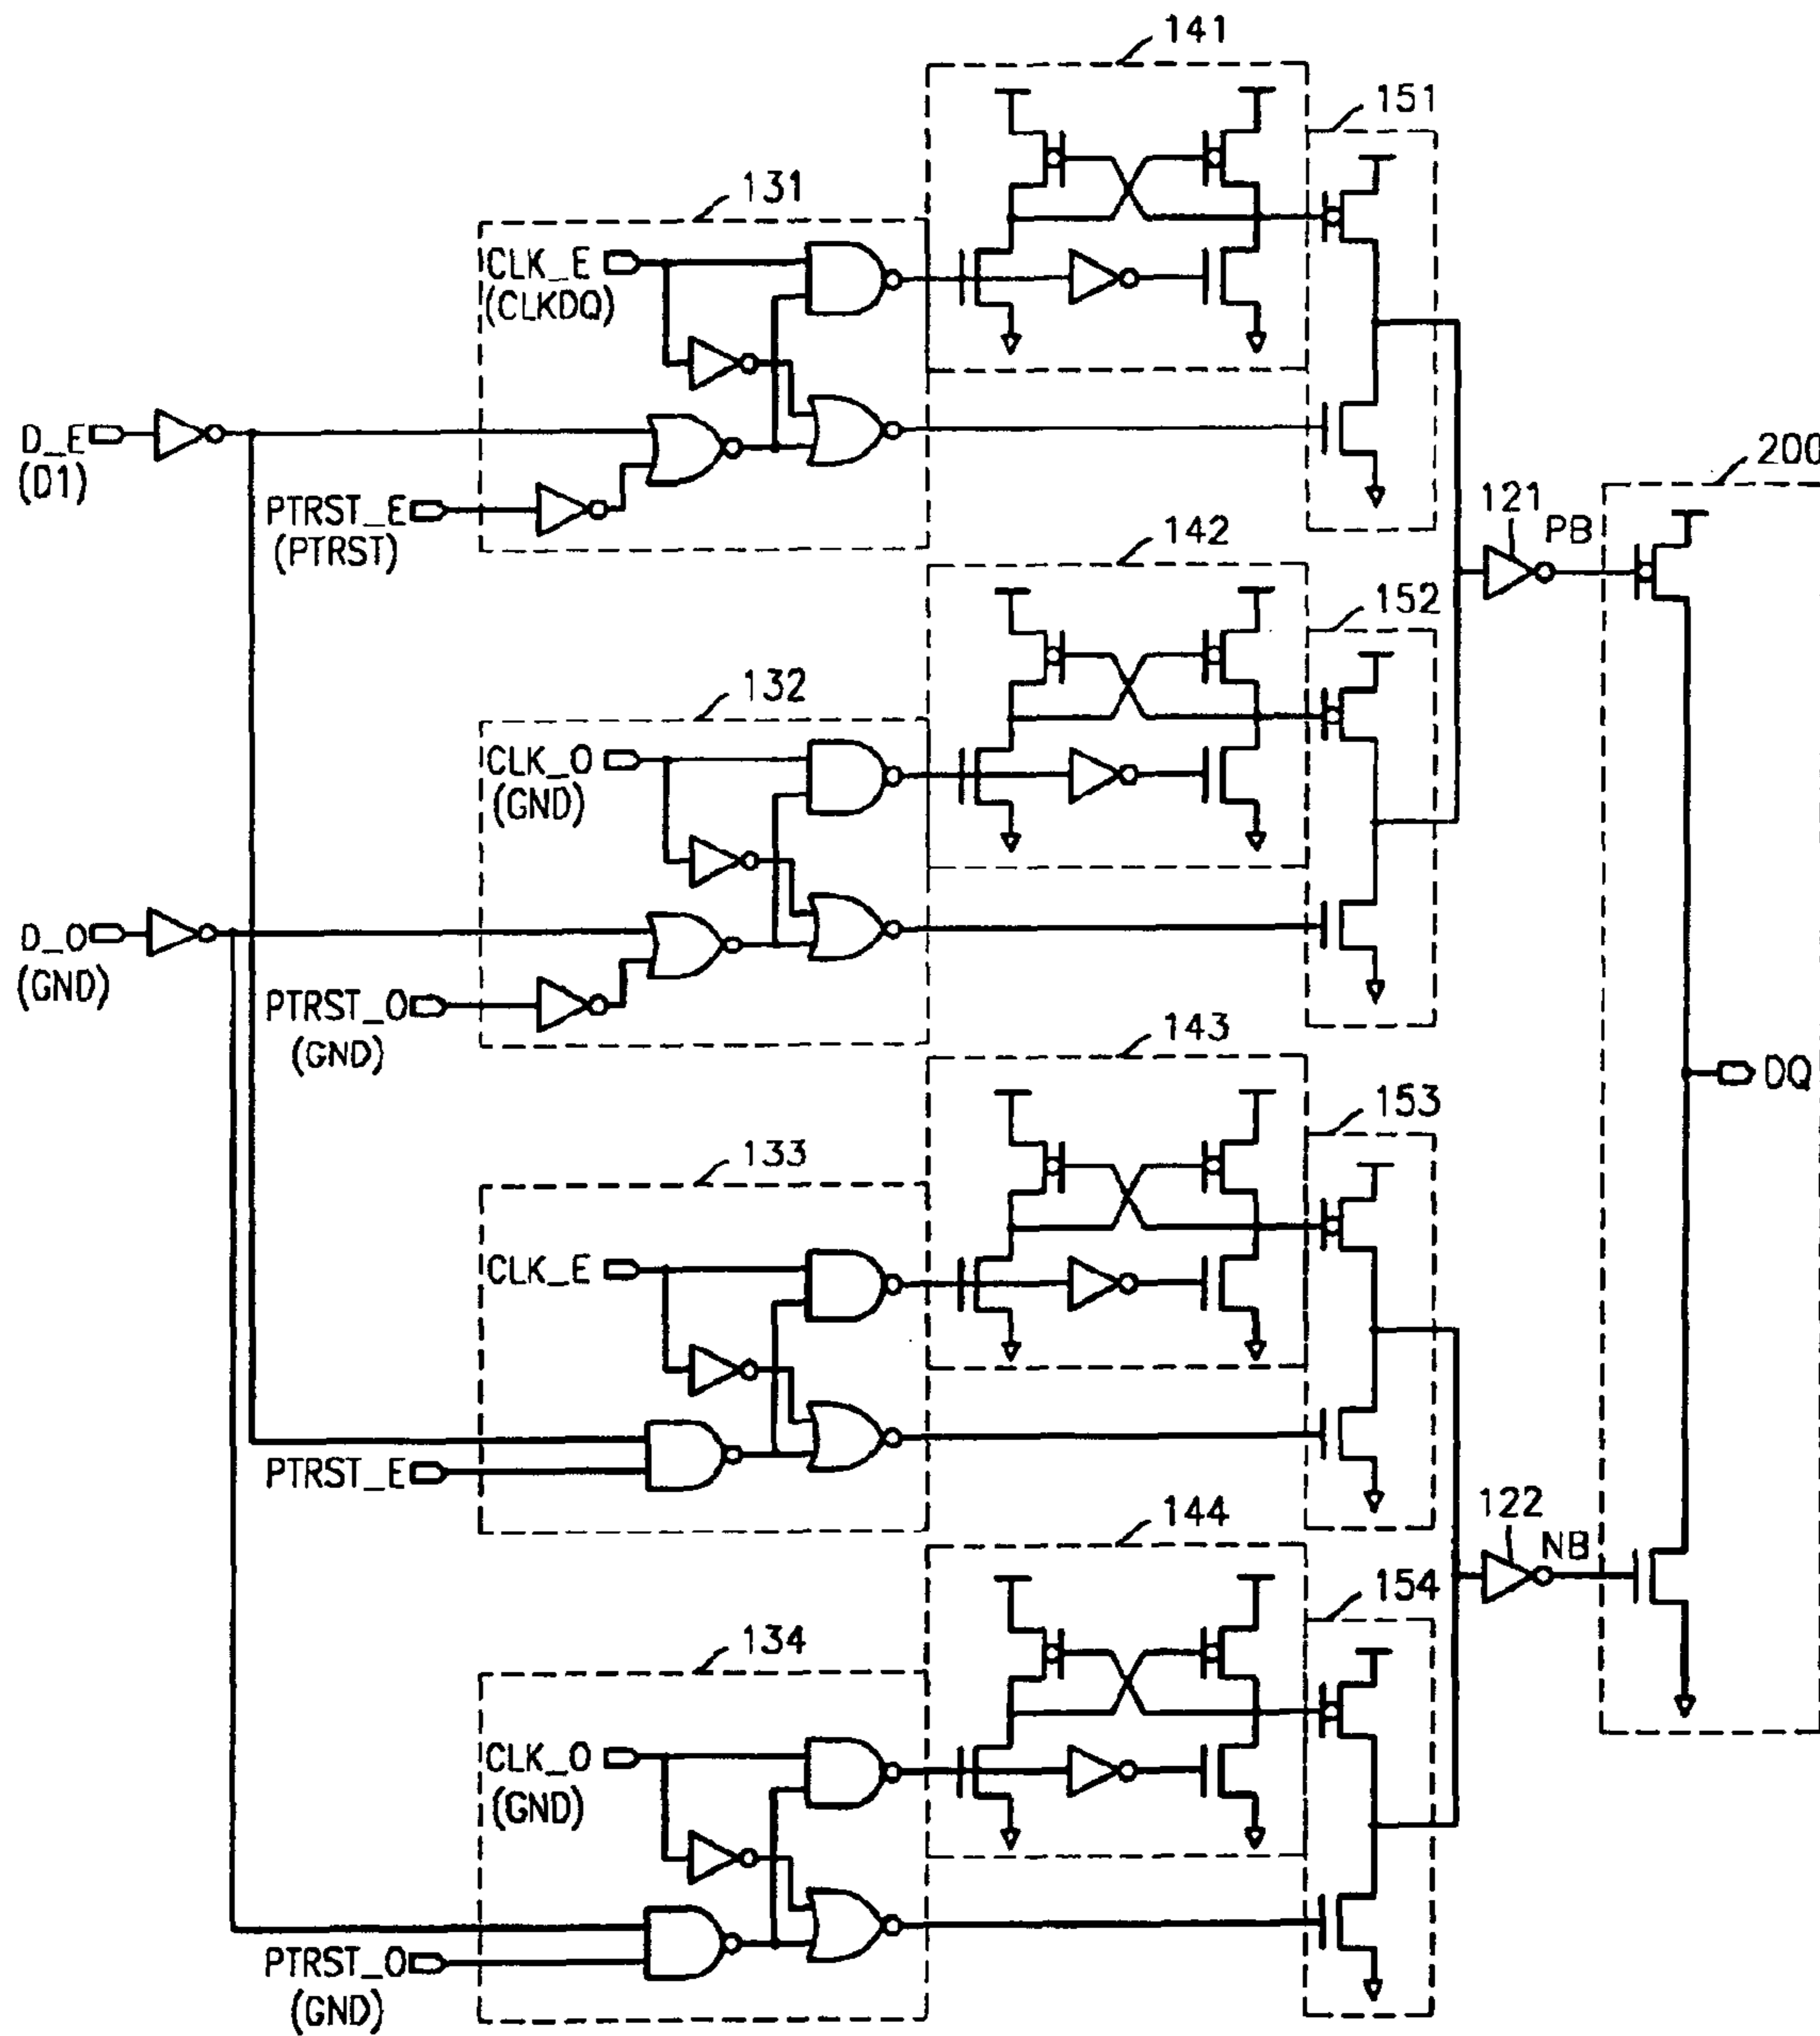 141
151
131
CLK_E
(CLKDQ)
D_E
(D1)
PTRST_E
(PTRST)
200
121
PB
142
152
132
CLK_O
(GND)
D_O
(GND)
PTRST_O
(GND)
143
DQ
153
133
CLK_E
PTRST_E
144
122
NB
154
134
CLK_O
(GND)
PTRST_O
(GND)